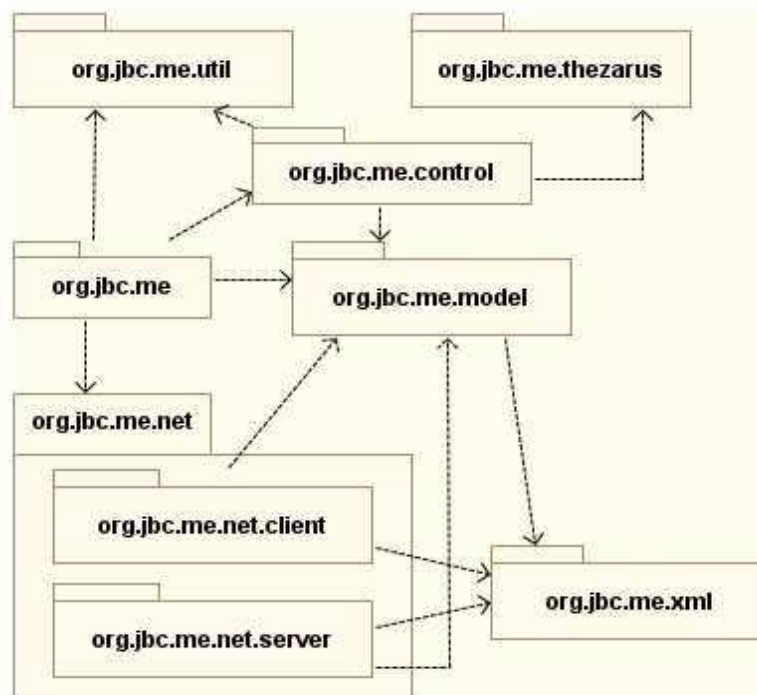 org.jbc.me.util
org.jbc.me.thezarus
org.jbc.me.control
org.jbc.me
org.jbc.me.model
org.jbc.me.net
org.jbc.me.net.client
org.jbc.me.xml
org.jbc.me.net.server